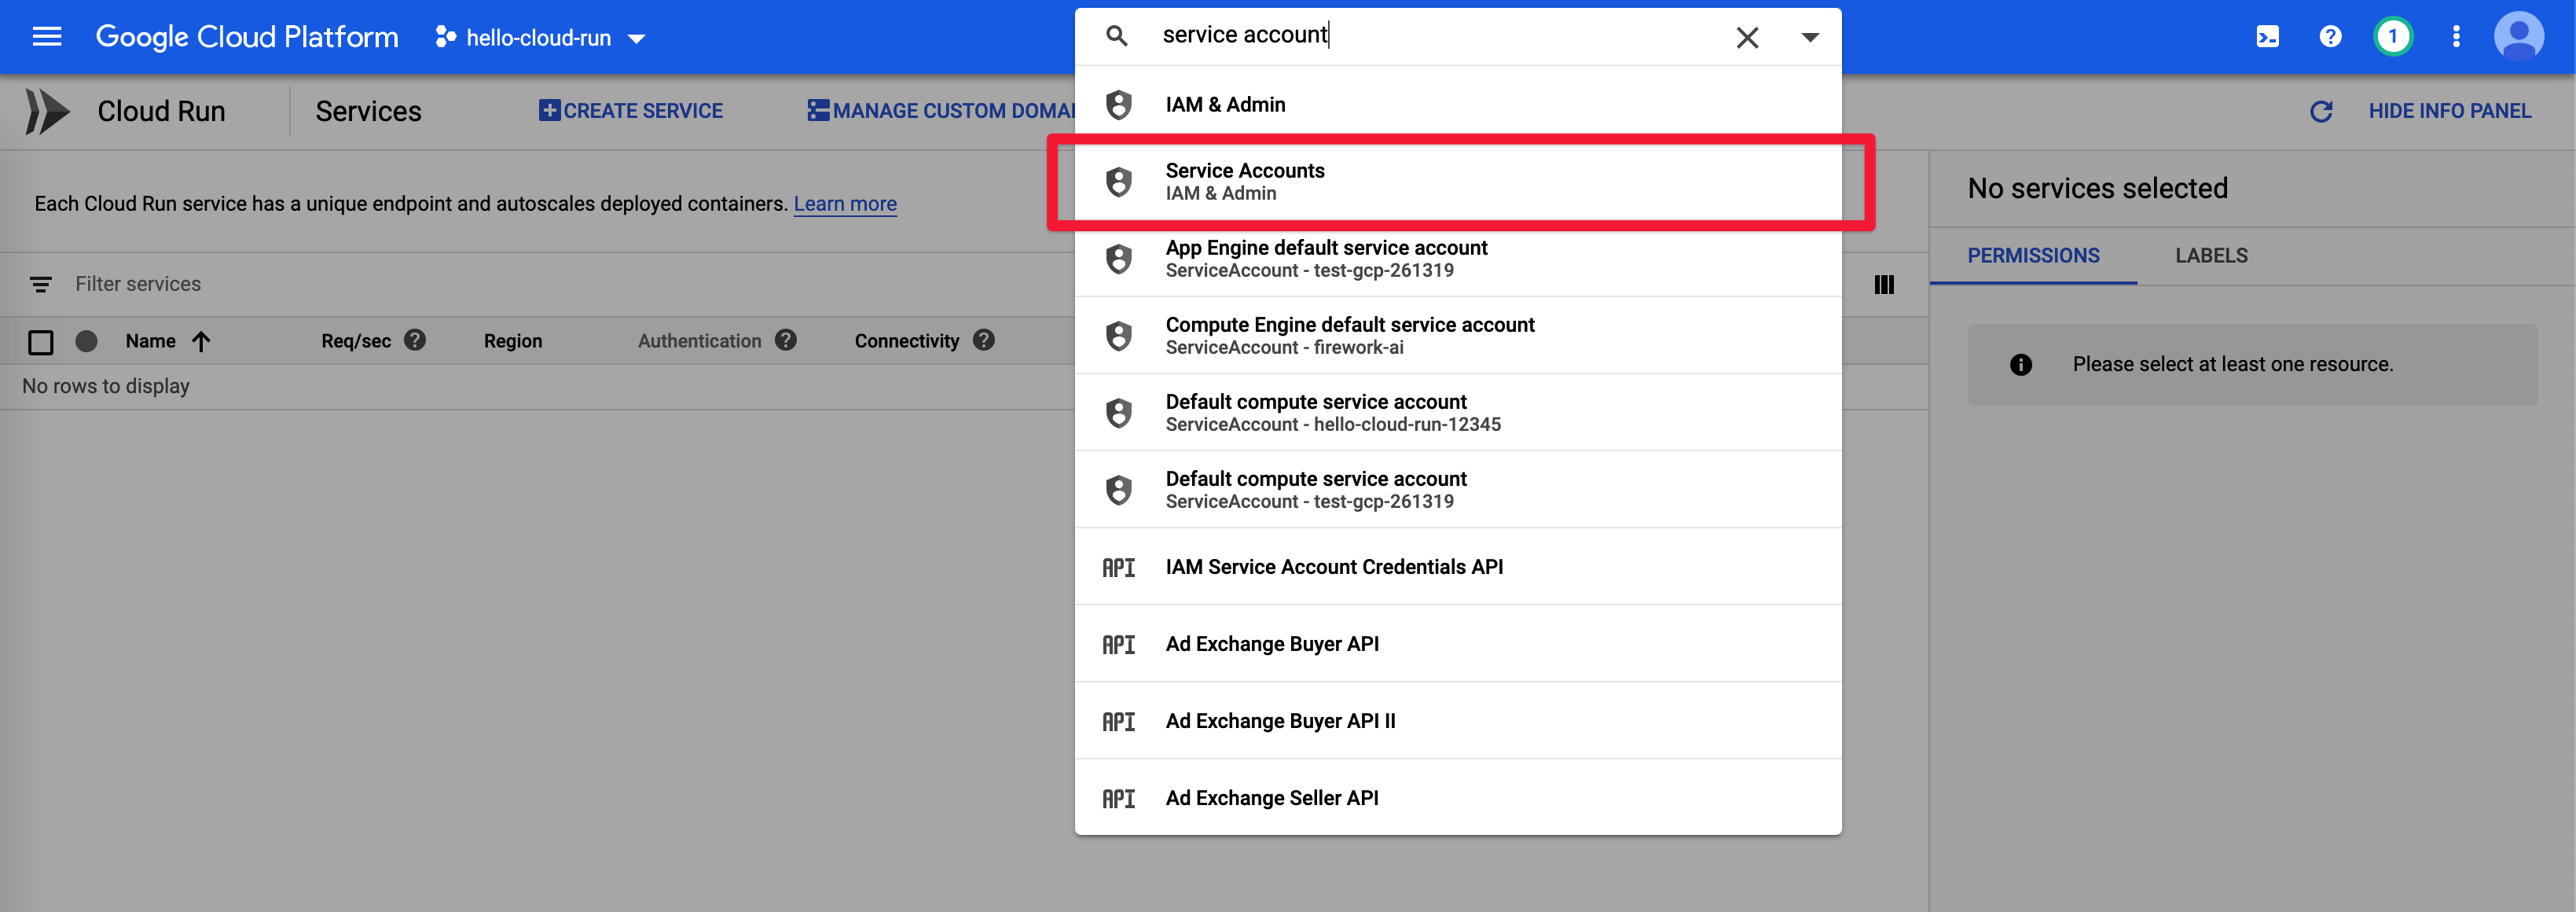 Google Cloud Platform
hello-cloud-run
service account
1
Cloud Run
Services
CREATE SERVICE
MANAGE CUSTOM DOMA
HIDE INFO PANEL
Each Cloud Run service has a unique endpoint and autoscales deployed containers. Learn more
Filter services
Name
Req/sec
Region
Authentication
Connectivity
No rows to display
IAM & Admin
Service Accounts
IAM & Admin
App Engine default service account
ServiceAccount - test-gcp-261319
Compute Engine default service account
ServiceAccount - firework-ai
Default compute service account
ServiceAccount - hello-cloud-run-12345
Default compute service account
ServiceAccount - test-gcp-261319
API IAM Service Account Credentials API
API Ad Exchange Buyer API
API Ad Exchange Buyer API II
API Ad Exchange Seller API
No services selected
PERMISSIONS
LABELS
Please select at least one resource.